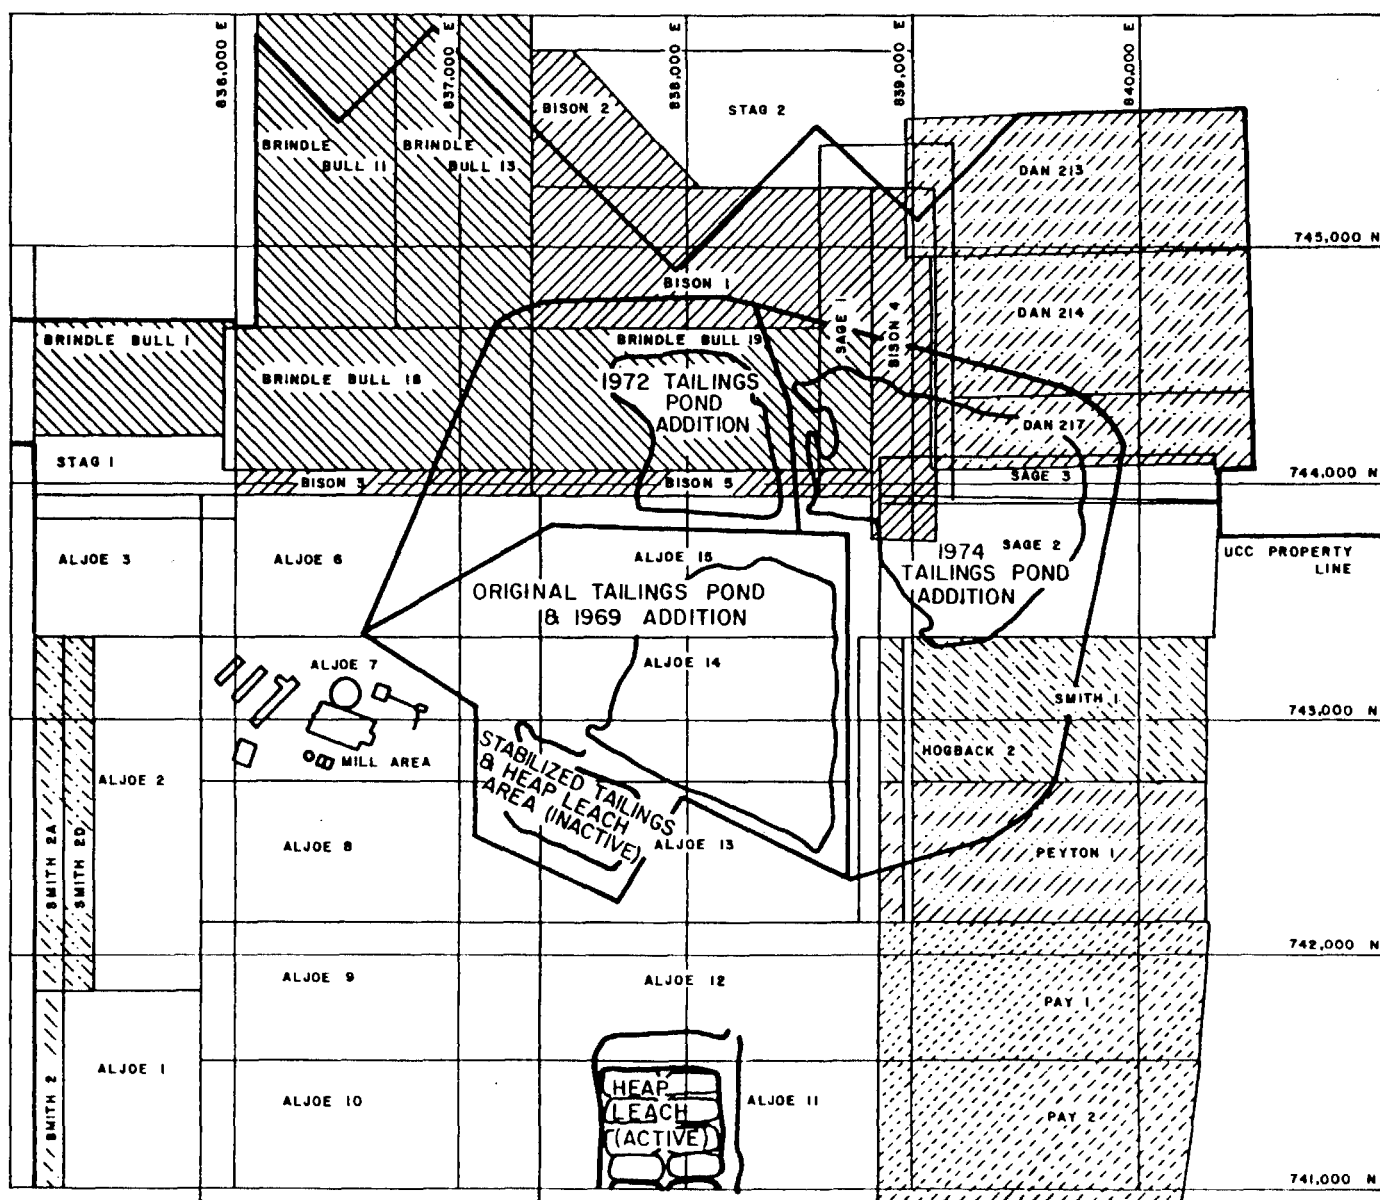 836,000 E
837,000 E
838,000 E
839,000 E
840,000 E
BISON 2
STAG 2
BRINDLE
BULL 11
BRINDLE
BULL 13
DAN 213
745,000 N
BISON 1
SAGE 1
BISON 4
DAN 214
BRINDLE BULL 1
BRINDLE BULL 19
BRINDLE BULL 18
1972 TAILINGS
POND
ADDITION
DAN 217
STAG 1
BISON 3
BISON 5
SAGE 3
744,000 N
ALJOE 3
ALJOE 6
ALJOE 15
1974
SAGE 2
TAILINGS POND
ADDITION
UCC PROPERTY
LINE
ORIGINAL TAILINGS POND
& 1969 ADDITION
ALJOE 7
ALJOE 14
SMITH 1
743,000 N
HOGBACK 2
MILL AREA
STABILIZED TAILINGS
& HEAP LEACH
AREA (INACTIVE)
ALJOE 2
ALJOE 8
ALJOE 13
PEYTON 1
SMITH 2A
SMITH 2D
742,000 N
ALJOE 9
ALJOE 12
PAY 1
ALJOE 1
SMITH 2
ALJOE 10
HEAP
LEACH
(ACTIVE)
ALJOE 11
PAY 2
741,000 N